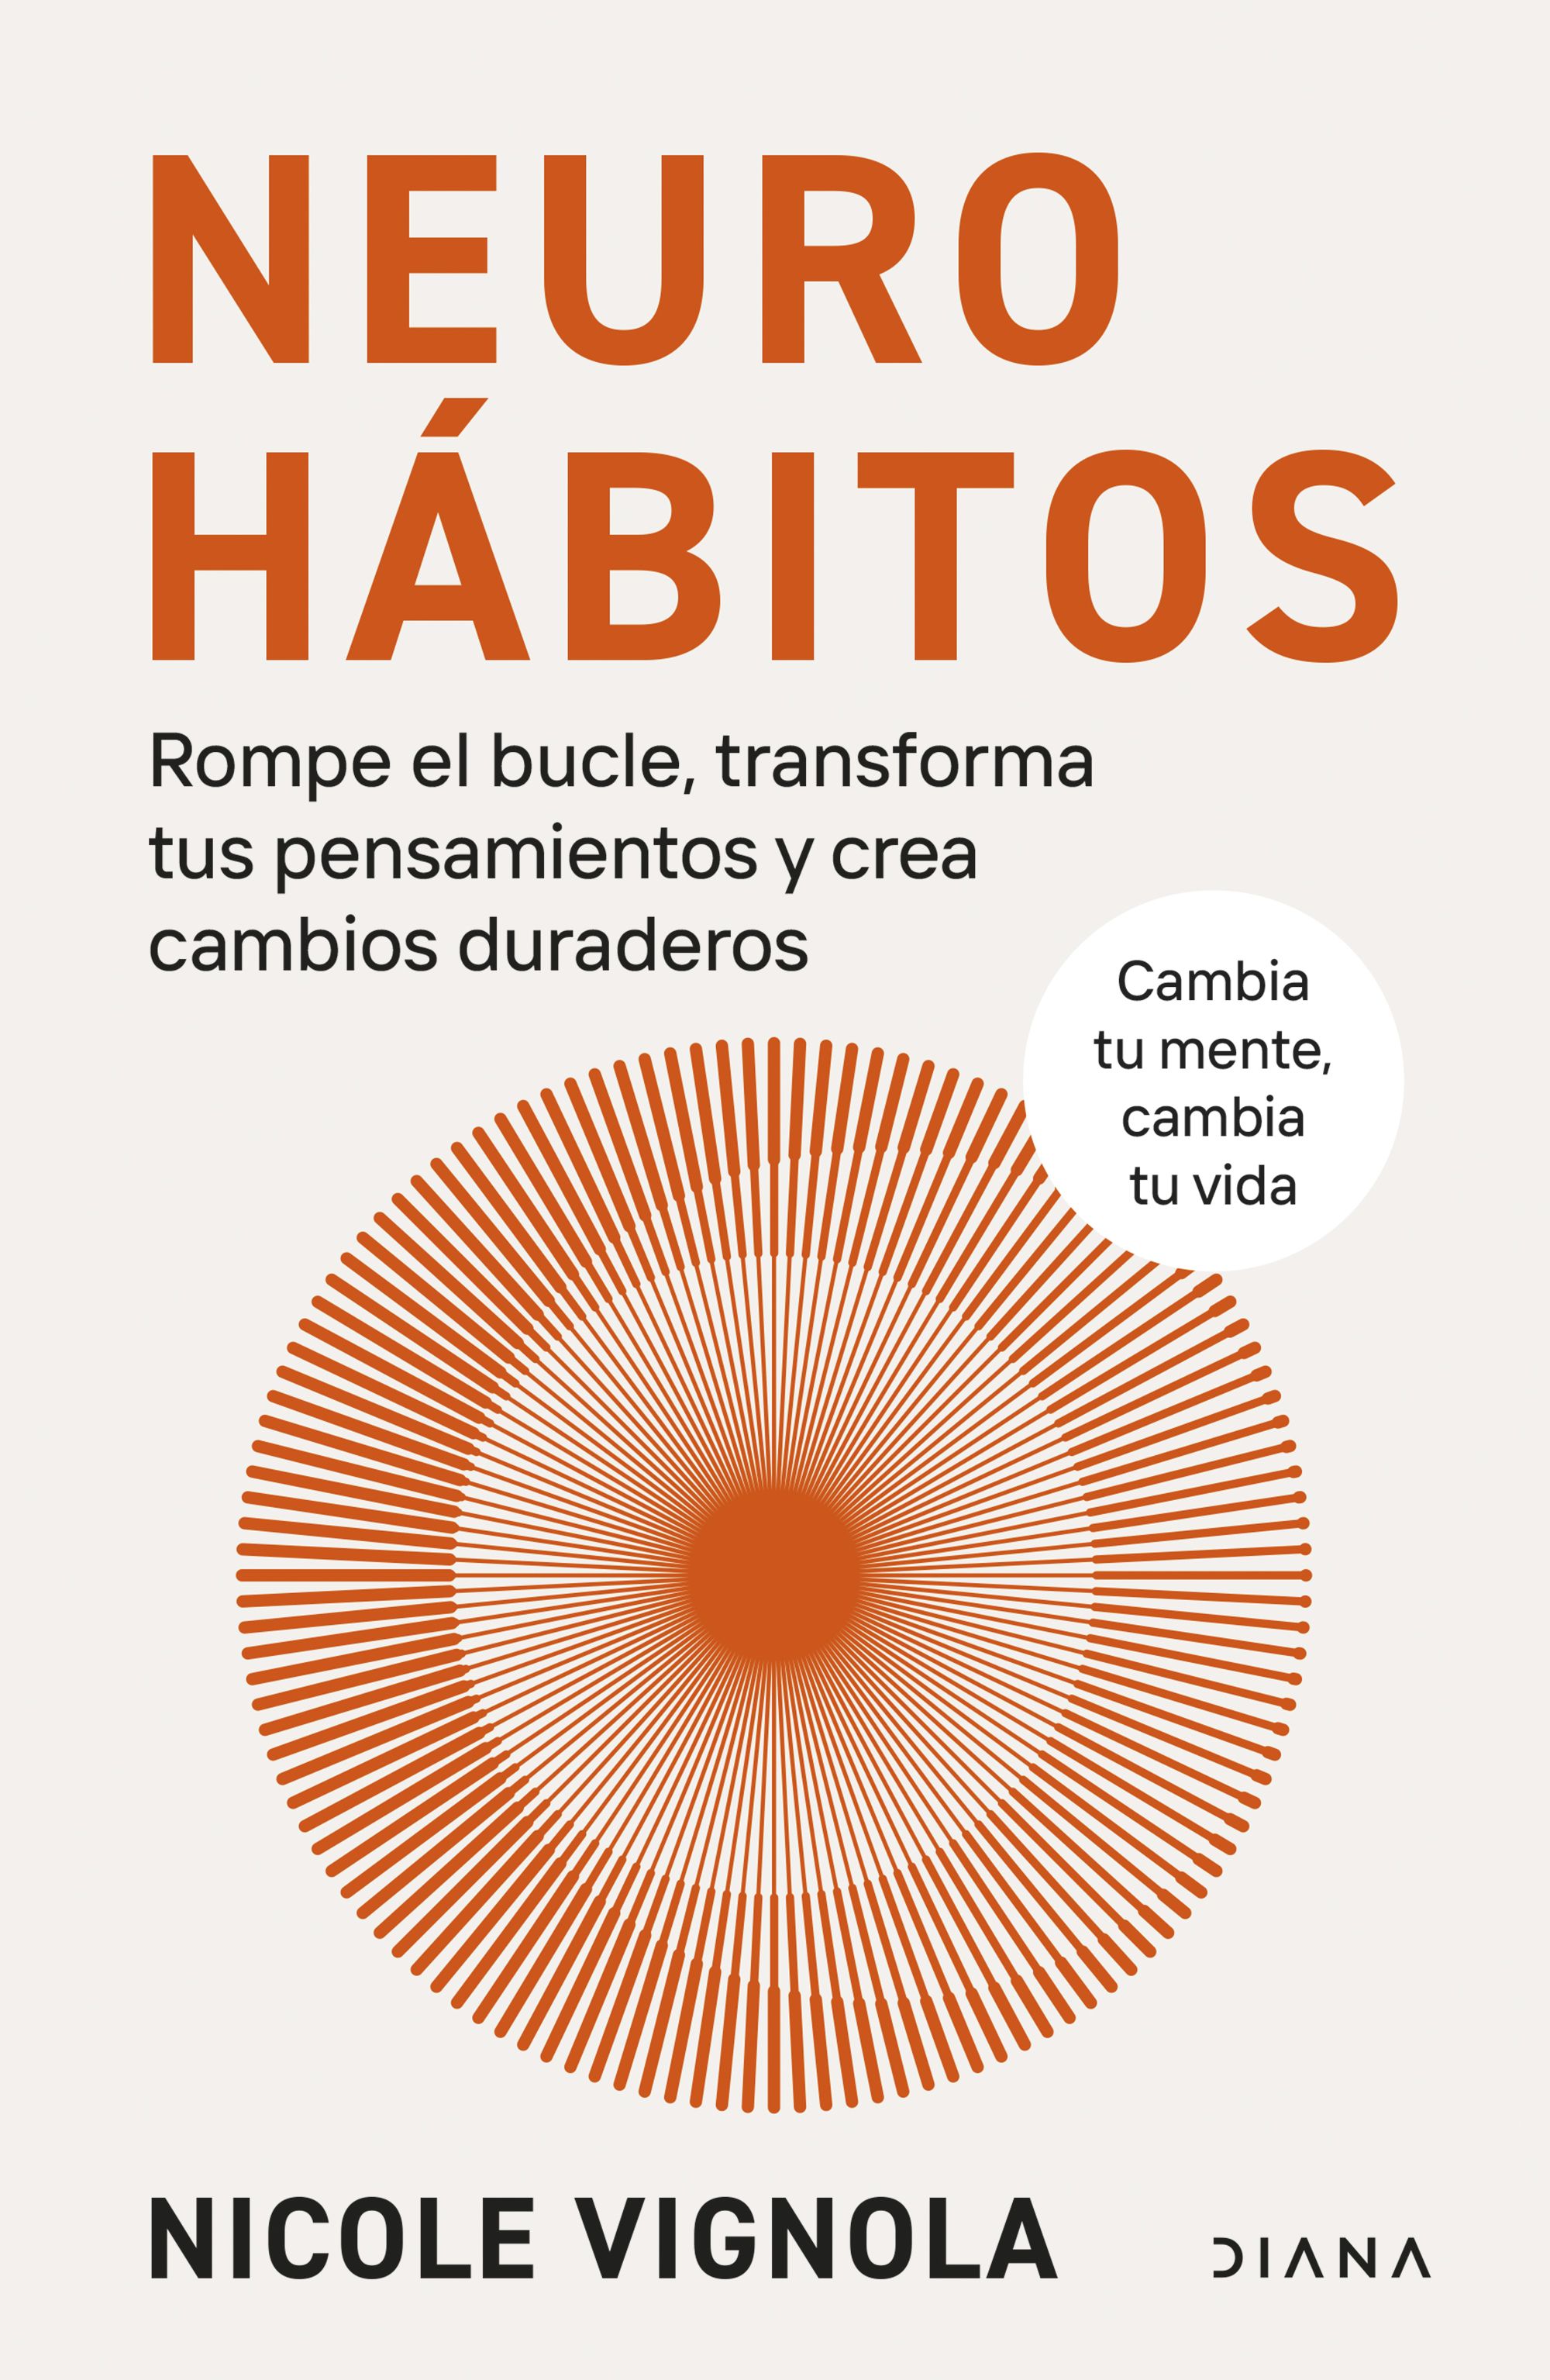 NEURO
HÁBITOS
Rompe el bucle, transforma
tus pensamientos y crea
cambios duraderos
Cambia
tu mente,
cambia
tu vida
NICOLE VIGNOLA
DIANA